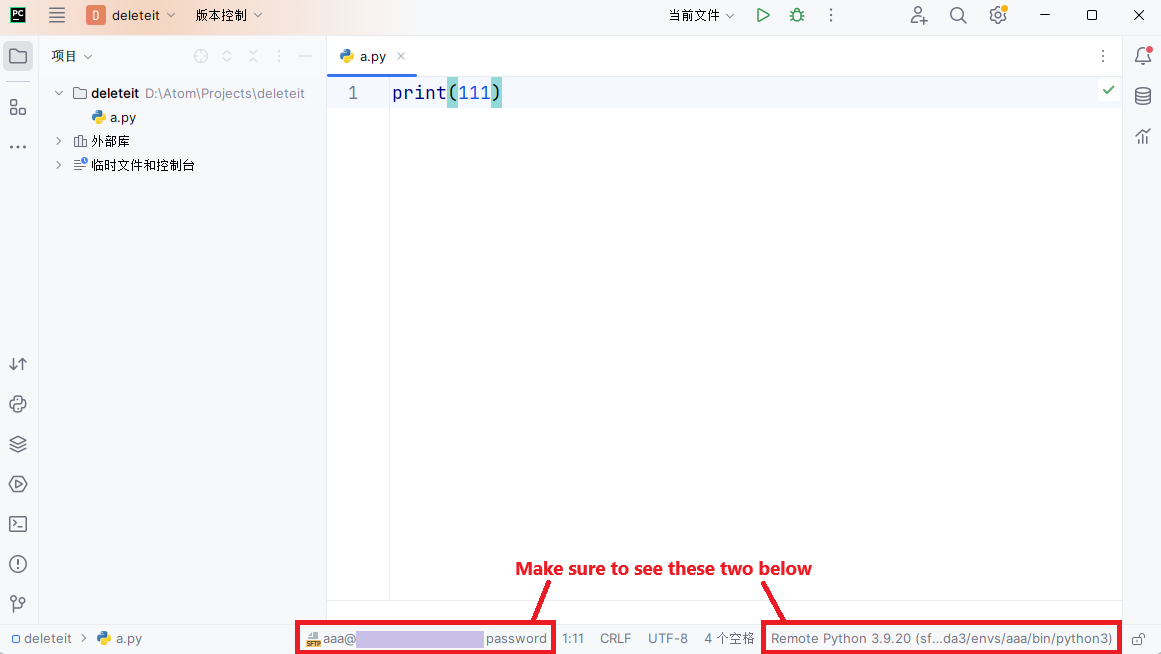 PC
D deleteit 版本控制 当前文件
项目
a.py
deleteit D:\Atom\Projects\deleteit
a.py
外部库
临时文件和控制台
1 print(111)
Make sure to see these two below
deleteit a.py SFTP aaa@ password 1:11 CRLF UTF-8 4 个空格 Remote Python 3.9.20 (sf...da3/envs/aaa/bin/python3)